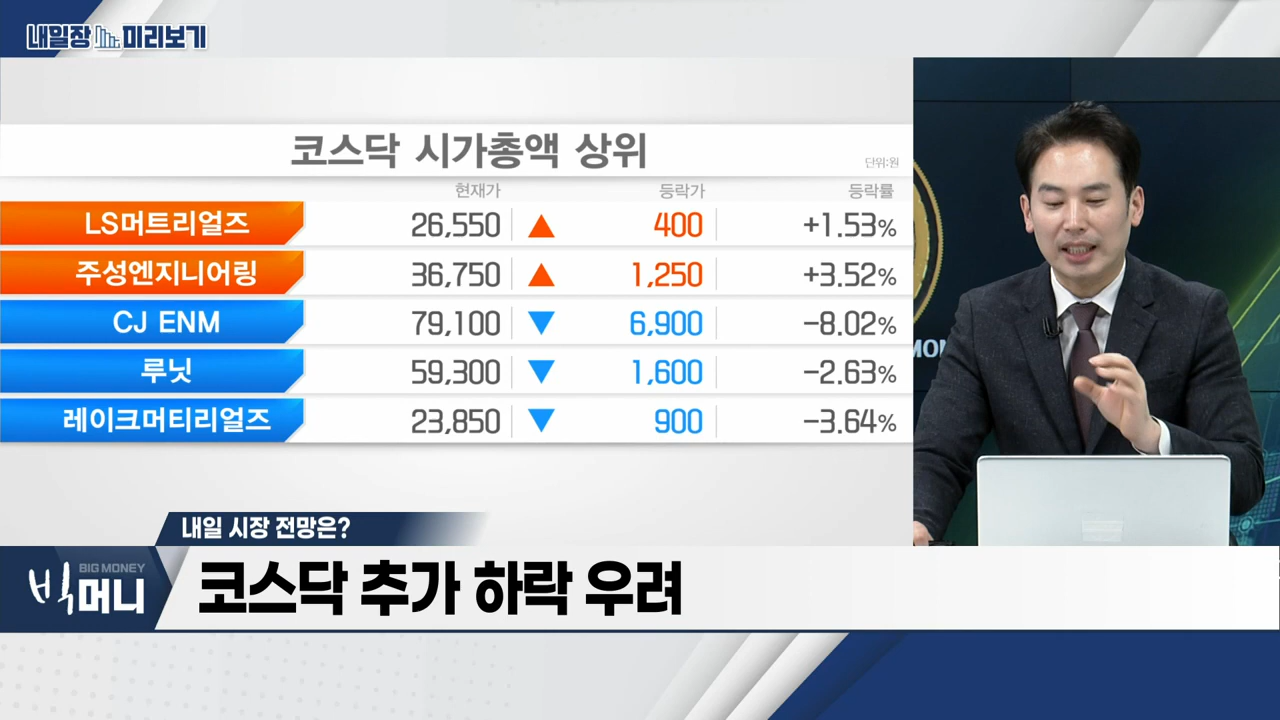 내일장 미리보기
코스닥 시가총액 상위
단위:원
현재가 등락가 등락률
LS머트리얼즈 26,550 ▲ 400 +1.53%
주성엔지니어링 36,750 ▲ 1,250 +3.52%
CJ ENM 79,100 ▼ 6,900 -8.02%
루닛 59,300 ▼ 1,600 -2.63%
레이크머티리얼즈 23,850 ▼ 900 -3.64%
MON
내일 시장 전망은?
BIG MONEY
빅머니
코스닥 추가 하락 우려